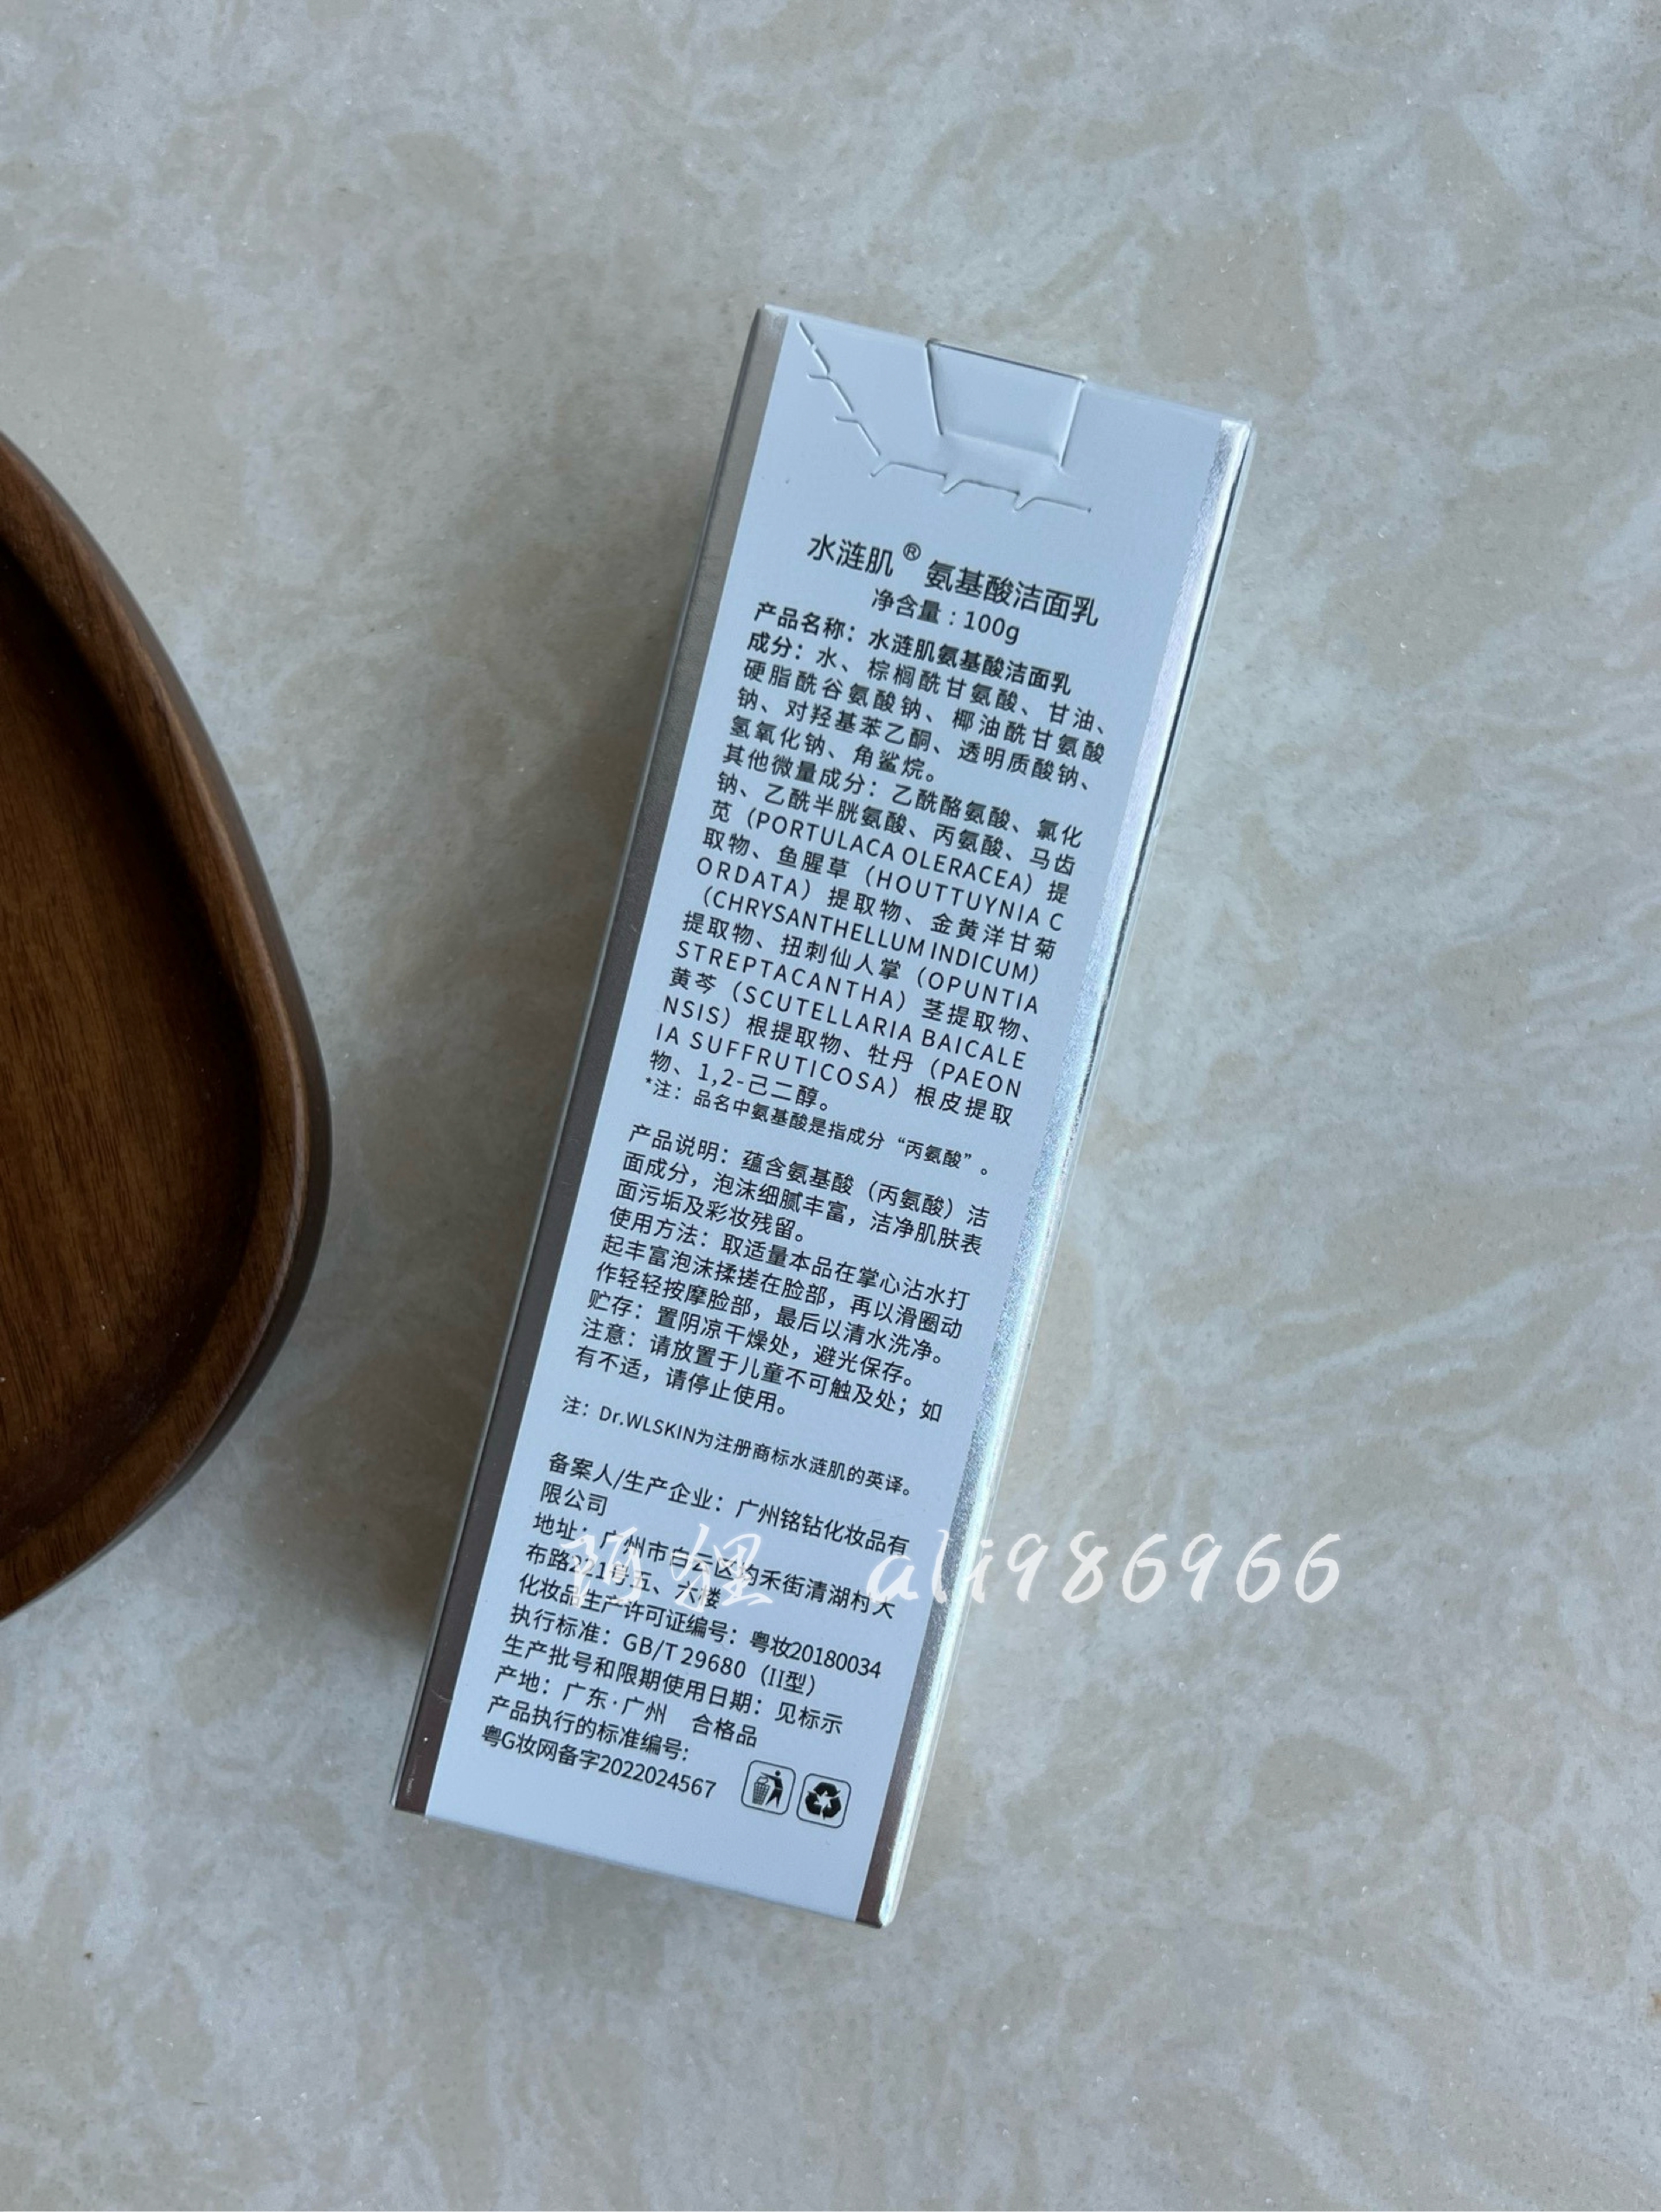 水涟肌® 氨基酸洁面乳
净含量：100g
产品名称：水涟肌氨基酸洁面乳
成分：水、棕榈酰甘氨酸、甘油、
硬脂酰谷氨酸钠、椰油酰甘氨酸
钠、对羟基苯乙酮、透明质酸钠、
氢氧化钠、角鲨烷。
其他微量成分：乙酰酪氨酸、氯化
钠、乙酰半胱氨酸、丙氨酸、马齿
苋（PORTULACA OLERACEA）提
取物、鱼腥草（HOUTTUYNIA C
ORDATA）提取物、金黄洋甘菊
（CHRYSANTHELLUM INDICUM）
提取物、扭刺仙人掌（OPUNTIA
STREPTACANTHA）茎提取物、
黄芩（SCUTELLARIA BAICALE
NSIS）根提取物、牡丹（PAEON
IA SUFFRUTICOSA）根皮提取
物、1,2-己二醇。
*注：品名中氨基酸是指成分“丙氨酸”。
产品说明：蕴含氨基酸（丙氨酸）洁
面成分，泡沫细腻丰富，洁净肌肤表
面污垢及彩妆残留。
使用方法：取适量本品在掌心沾水打
起丰富泡沫揉搓在脸部，再以滑圈动
作轻轻按摩脸部，最后以清水洗净。
贮存：置阴凉干燥处，避光保存。
注意：请放置于儿童不可触及处；如
有不适，请停止使用。
注：Dr.WLSKIN为注册商标水涟肌的英译。
备案人/生产企业：广州铭钻化妆品有
限公司
地址：广州市白云区均禾街清湖村大
布路221号五、六楼
化妆品生产许可证编号：粤妆20180034
执行标准：GB/T 29680（II型）
生产批号和限期使用日期：见标示
产地：广东·广州 合格品
产品执行的标准编号:
粤G妆网备字2022024567
阿狸 ali986966